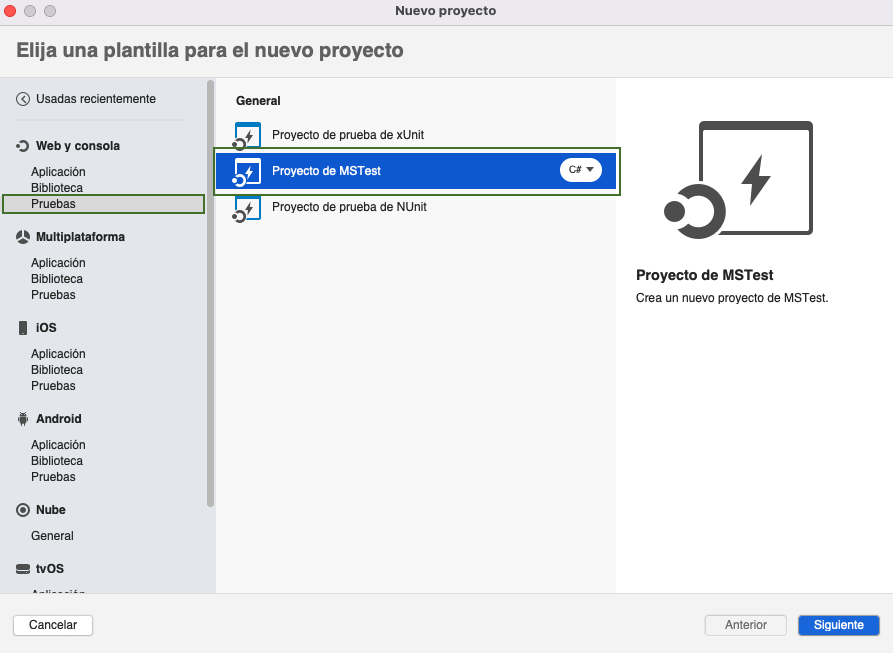 Nuevo proyecto
Elija una plantilla para el nuevo proyecto
Usadas recientemente
Web y consola
Aplicación
Biblioteca
Pruebas
Multiplataforma
Aplicación
Biblioteca
Pruebas
iOS
Aplicación
Biblioteca
Pruebas
Android
Aplicación
Biblioteca
Pruebas
Nube
General
tvOS
Aplicación
General
Proyecto de prueba de xUnit
Proyecto de MSTest
C#
Proyecto de prueba de NUnit
Proyecto de MSTest
Crea un nuevo proyecto de MSTest.
Cancelar
Anterior
Siguiente